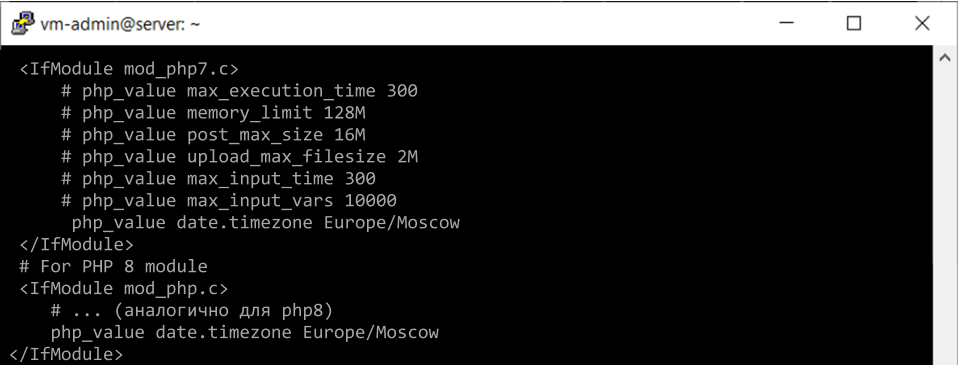 vm-admin@server: ~
<IfModule mod_php7.c>
# php_value max_execution_time 300
# php_value memory_limit 128M
# php_value post_max_size 16M
# php_value upload_max_filesize 2M
# php_value max_input_time 300
# php_value max_input_vars 10000
php_value date.timezone Europe/Moscow
</IfModule>
# For PHP 8 module
<IfModule mod_php.c>
# ... (аналогично для php8)
php_value date.timezone Europe/Moscow
</IfModule>